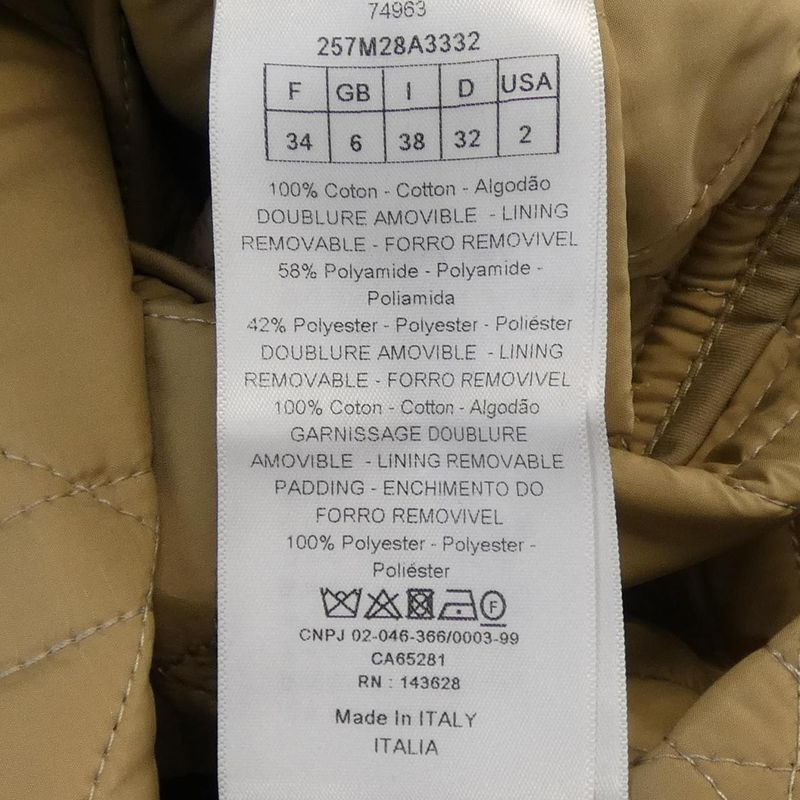 74963
257M28A3332
F GB I D USA
34 6 38 32 2
100% Coton - Cotton - Algodão
DOUBLURE AMOVIBLE - LINING
REMOVABLE - FORRO REMOVIVEL
58% Polyamide - Polyamide -
Poliamida
42% Polyester - Polyester - Poliéster
DOUBLURE AMOVIBLE - LINING
REMOVABLE - FORRO REMOVIVEL
100% Coton - Cotton - Algodão
GARNISSAGE DOUBLURE
AMOVIBLE - LINING REMOVABLE
PADDING - ENCHIMENTO DO
FORRO REMOVIVEL
100% Polyester - Polyester -
Poliéster
F
CNPJ 02-046-366/0003-99
CA65281
RN : 143628
Made In ITALY
ITALIA